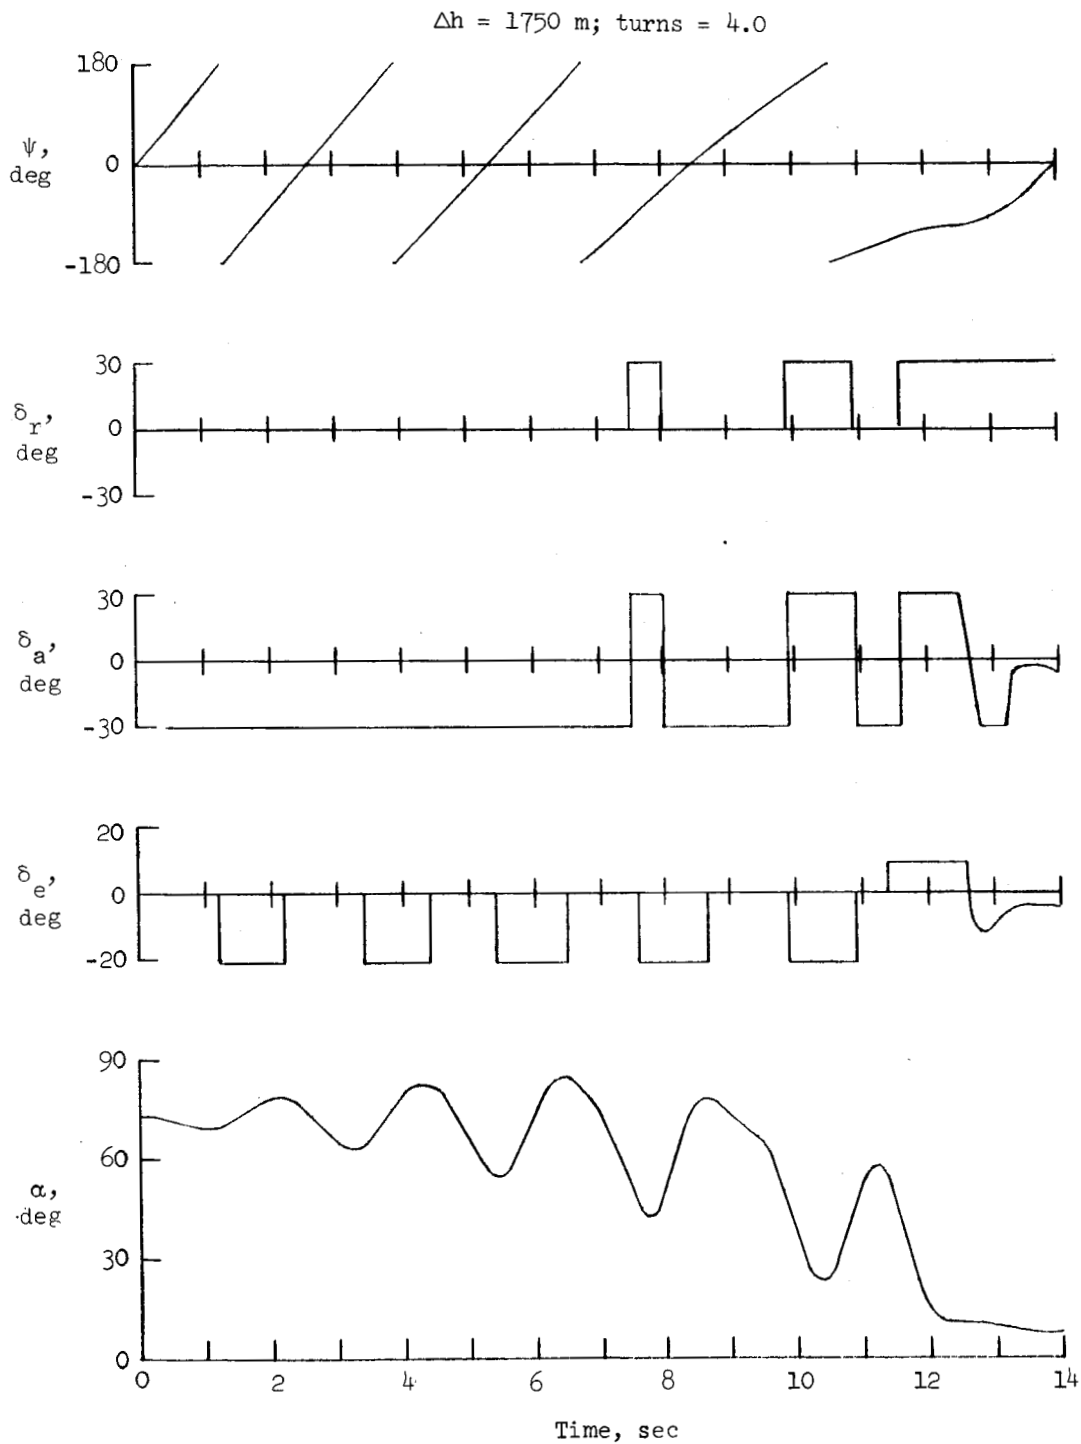 Δh = 1750 m; turns = 4.0
180
ψ,
deg
0
-180
30
δr,
deg
0
-30
30
δa,
deg
0
-30
20
δe,
deg
0
-20
90
60
α,
deg
30
0
0 2 4 6 8 10 12 14
Time, sec